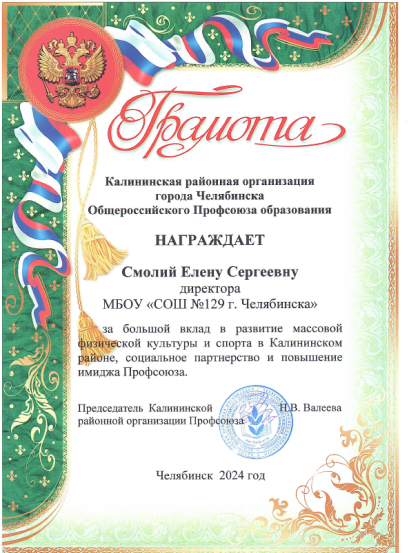 Грамота
Калининская районная организация
города Челябинска
Общероссийского Профсоюза образования
НАГРАЖДАЕТ
Смолий Елену Сергеевну
директора
МБОУ «СОШ №129 г. Челябинска»
за большой вклад в развитие массовой
физической культуры и спорта в Калининском
районе, социальное партнерство и повышение
имиджа Профсоюза.
Председатель Калининской Н.В. Валеева
районной организации Профсоюза
Челябинск 2024 год